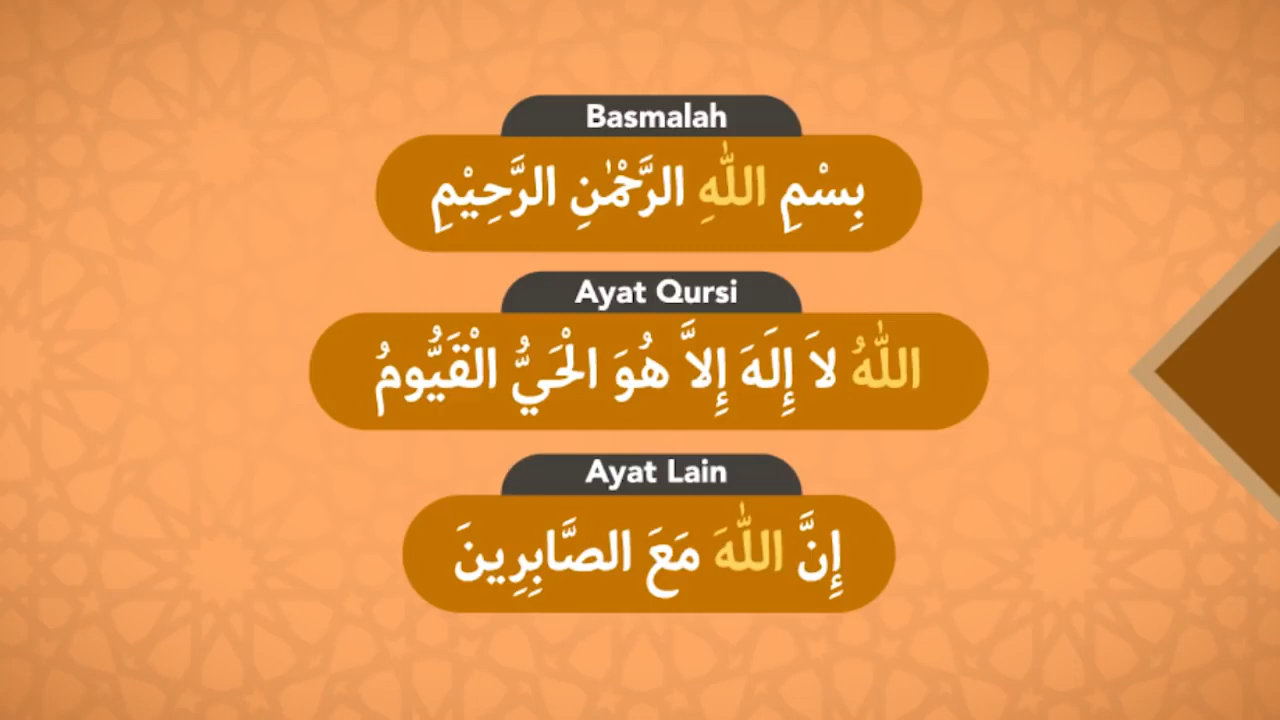 Basmalah
بِسْمِ اللّٰهِ الرَّحْمٰنِ الرَّحِيْمِ
Ayat Qursi
اللّٰهُ لاَ إِلَهَ إِلاَّ هُوَ الْحَيُّ الْقَيُّومُ
Ayat Lain
إِنَّ اللّٰهَ مَعَ الصَّابِرِينَ